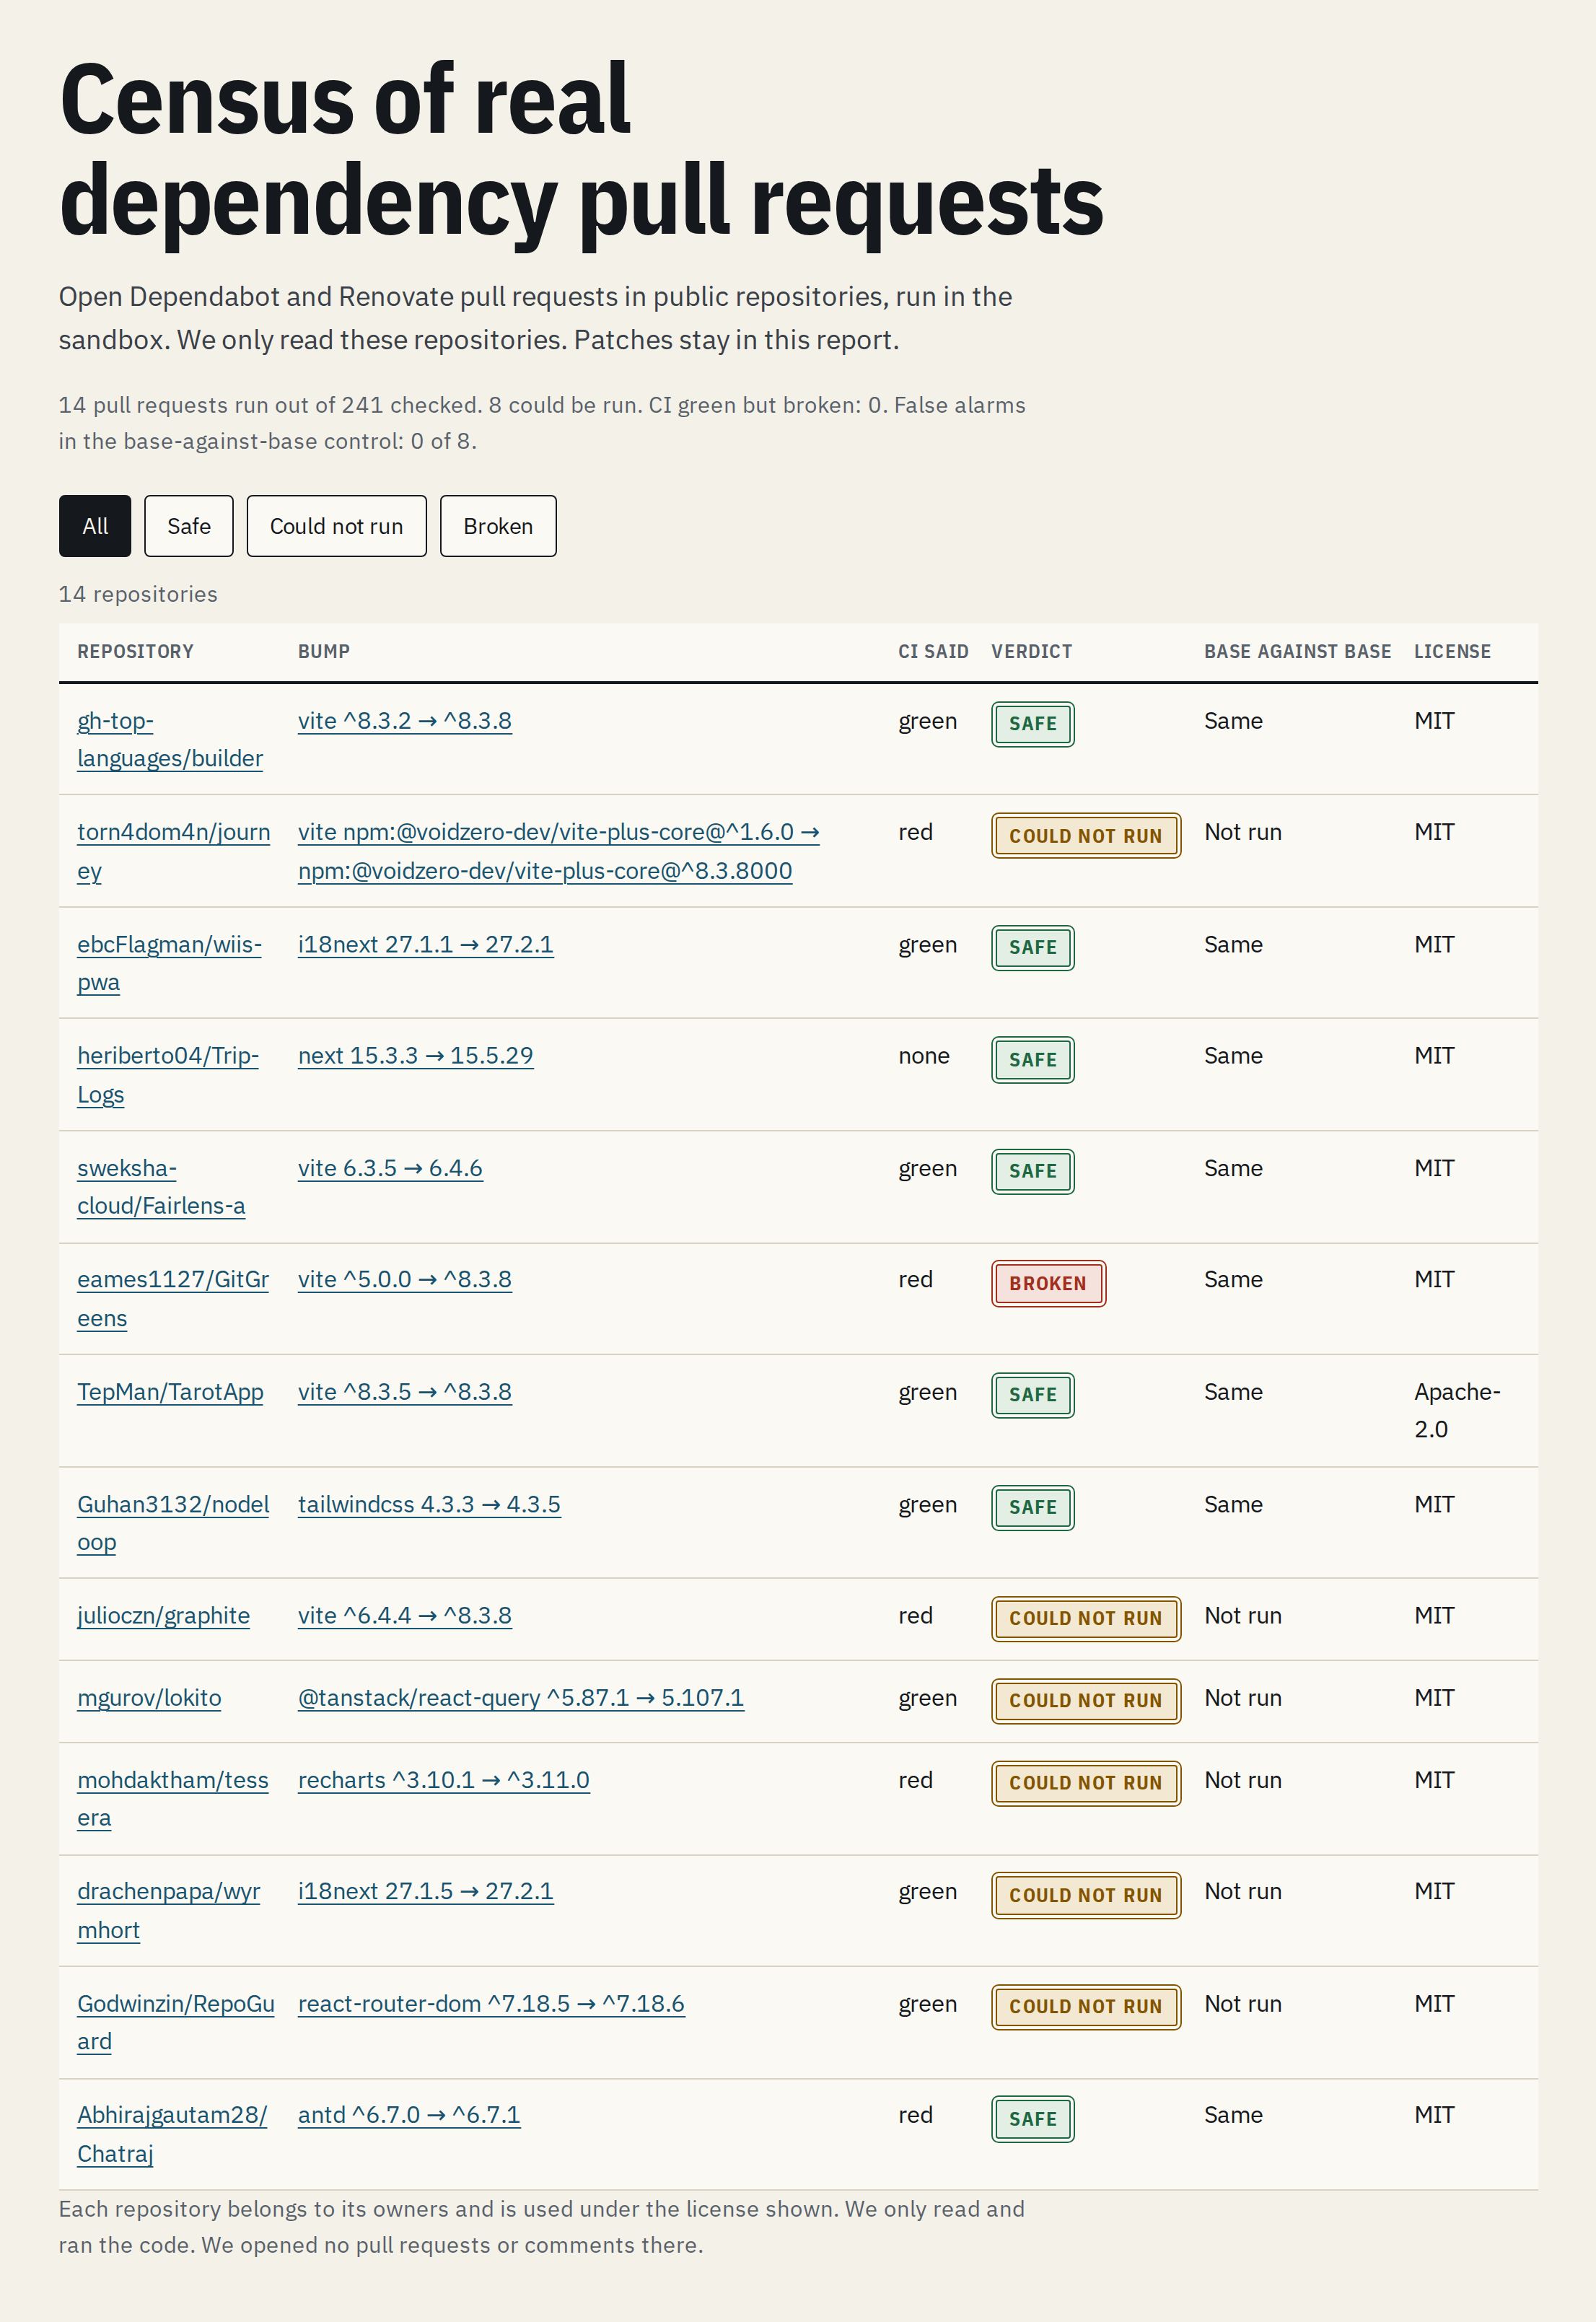 Census of real
dependency pull requests
Open Dependabot and Renovate pull requests in public repositories, run in the
sandbox. We only read these repositories. Patches stay in this report.
14 pull requests run out of 241 checked. 8 could be run. CI green but broken: 0. False alarms
in the base-against-base control: 0 of 8.
All Safe Could not run Broken
14 repositories
REPOSITORY BUMP CI SAID VERDICT BASE AGAINST BASE LICENSE
gh-top- vite ^8.3.2 → ^8.3.8 green SAFE Same MIT
languages/builder
torn4dom4n/journ vite npm:@voidzero-dev/vite-plus-core@^1.6.0 → red COULD NOT RUN Not run MIT
ey npm:@voidzero-dev/vite-plus-core@^8.3.8000
ebcFlagman/wiis- i18next 27.1.1 → 27.2.1 green SAFE Same MIT
pwa
heriberto04/Trip- next 15.3.3 → 15.5.29 none SAFE Same MIT
Logs
sweksha- vite 6.3.5 → 6.4.6 green SAFE Same MIT
cloud/Fairlens-a
eames1127/GitGr vite ^5.0.0 → ^8.3.8 red BROKEN Same MIT
eens
TepMan/TarotApp vite ^8.3.5 → ^8.3.8 green SAFE Same Apache-
2.0
Guhan3132/nodel tailwindcss 4.3.3 → 4.3.5 green SAFE Same MIT
oop
julioczn/graphite vite ^6.4.4 → ^8.3.8 red COULD NOT RUN Not run MIT
mgurov/lokito @tanstack/react-query ^5.87.1 → 5.107.1 green COULD NOT RUN Not run MIT
mohdaktham/tess recharts ^3.10.1 → ^3.11.0 red COULD NOT RUN Not run MIT
era
drachenpapa/wyr i18next 27.1.5 → 27.2.1 green COULD NOT RUN Not run MIT
mhort
Godwinzin/RepoGu react-router-dom ^7.18.5 → ^7.18.6 green COULD NOT RUN Not run MIT
ard
Abhirajgautam28/ antd ^6.7.0 → ^6.7.1 red SAFE Same MIT
Chatraj
Each repository belongs to its owners and is used under the license shown. We only read and
ran the code. We opened no pull requests or comments there.